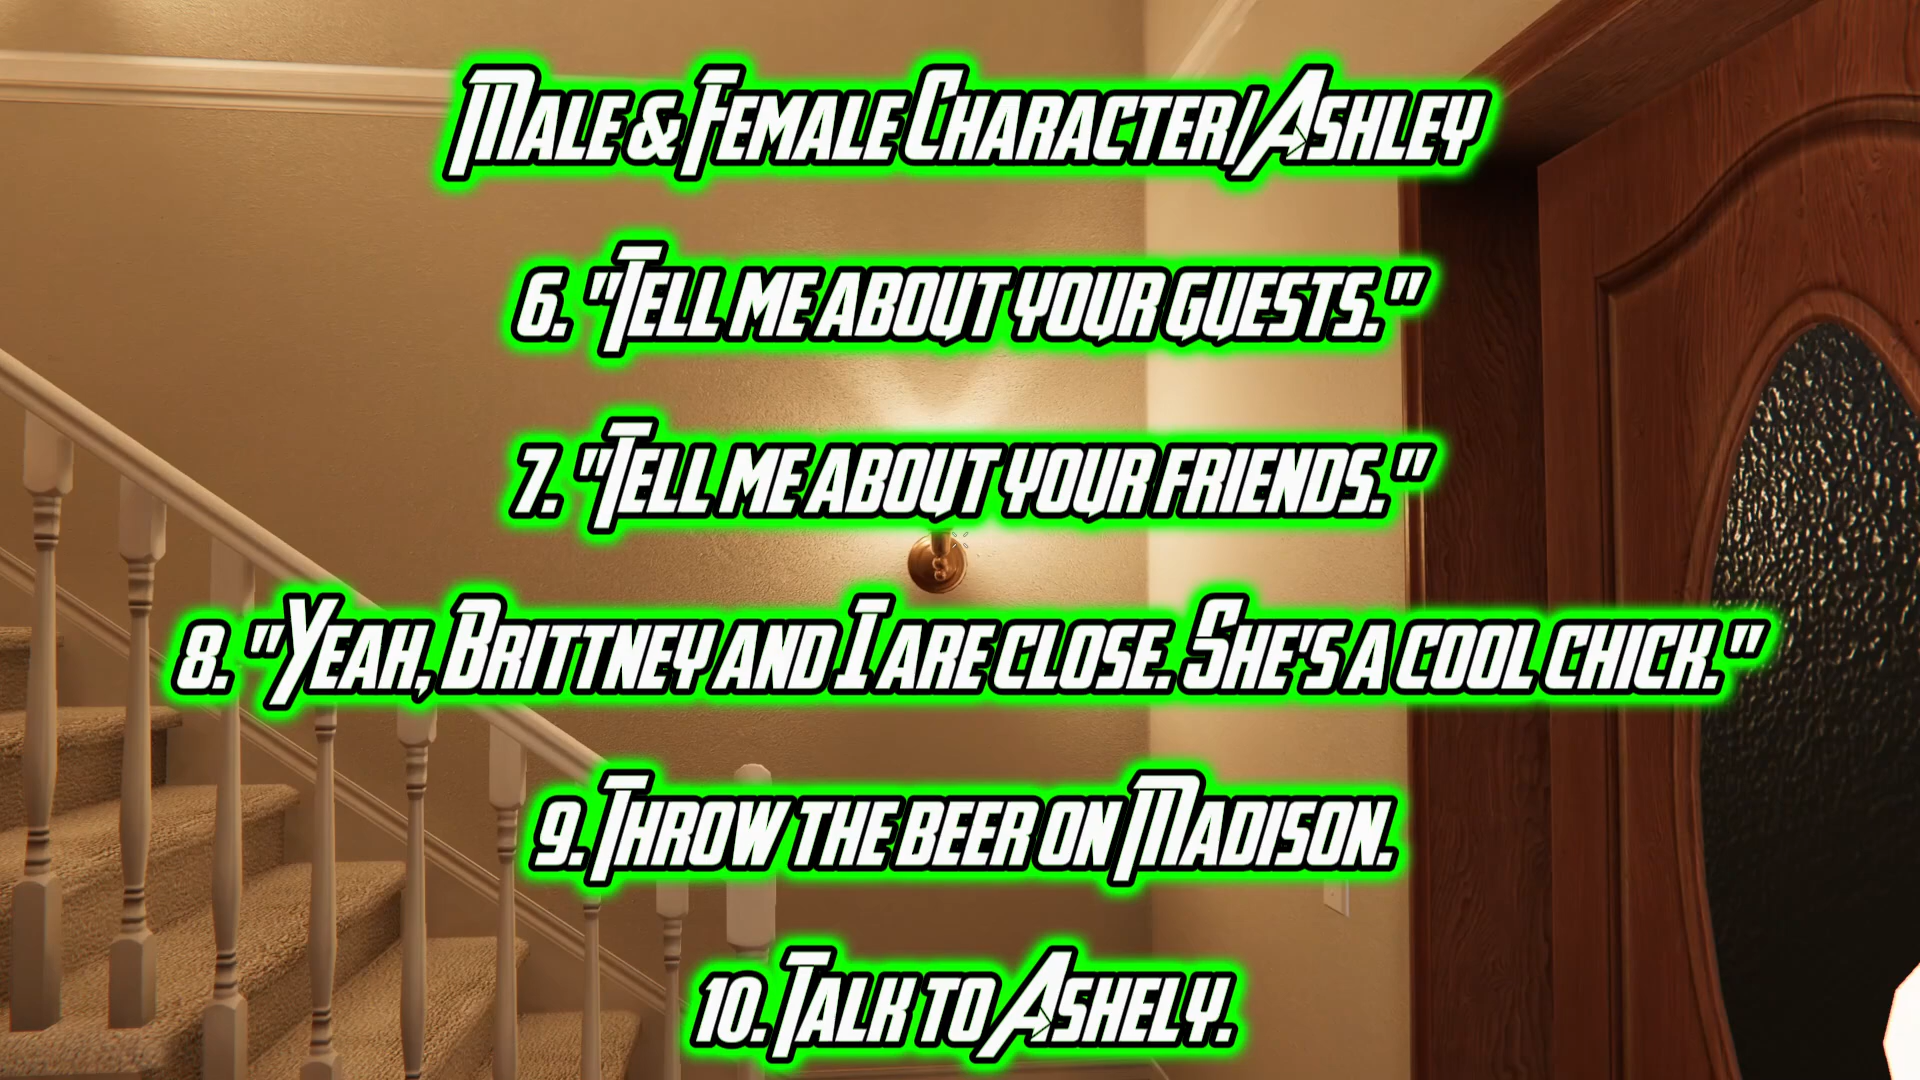 Male & Female Character/Ashley
6. "Tell me about your guests."
7. "Tell me about your friends."
8. "Yeah, Brittney and I are close. She's a cool chick."
9. Throw the beer on Madison.
10. Talk to Ashely.